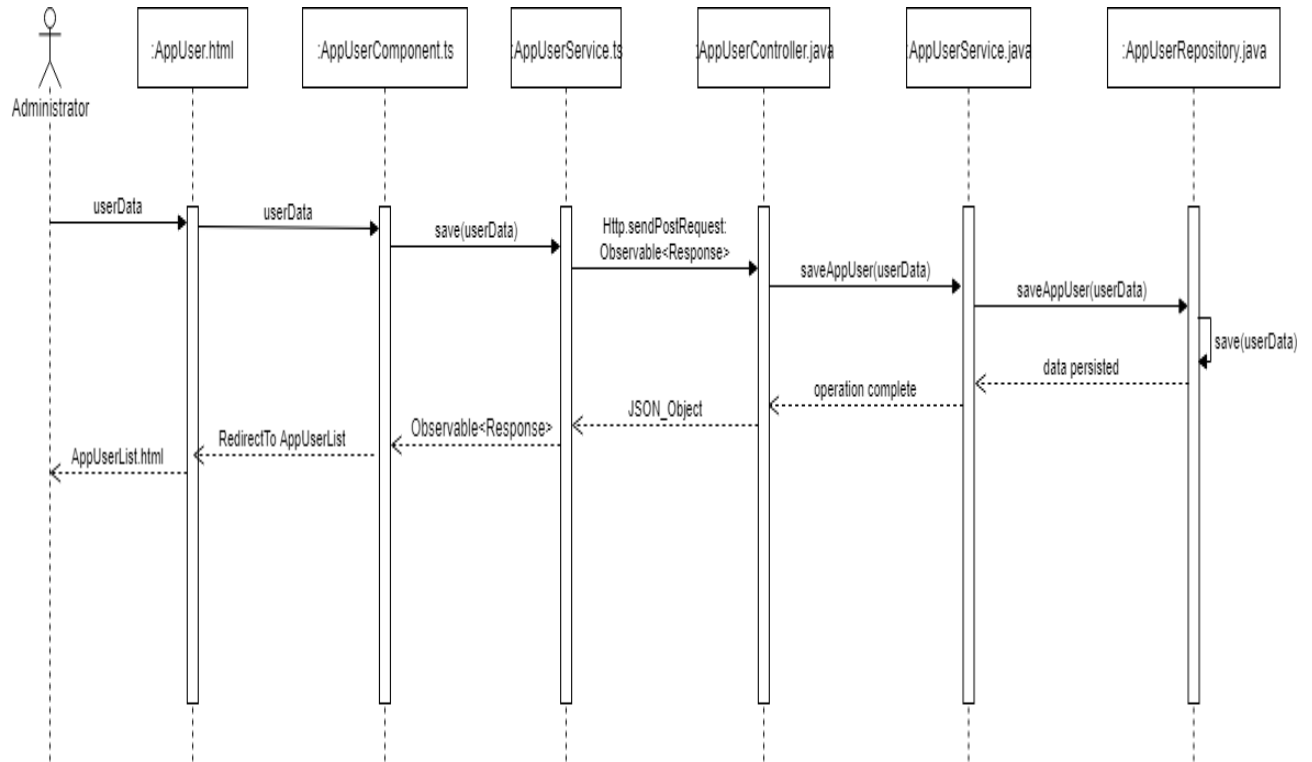 :AppUser.html
:AppUserComponent.ts
:AppUserService.ts
:AppUserController.java
:AppUserService.java
:AppUserRepository.java
Administrator
userData
userData
save(userData)
Http.sendPostRequest:
Observable<Response>
saveAppUser(userData)
saveAppUser(userData)
save(userData)
data persisted
operation complete
JSON_Object
Observable<Response>
RedirectTo AppUserList
AppUserList.html